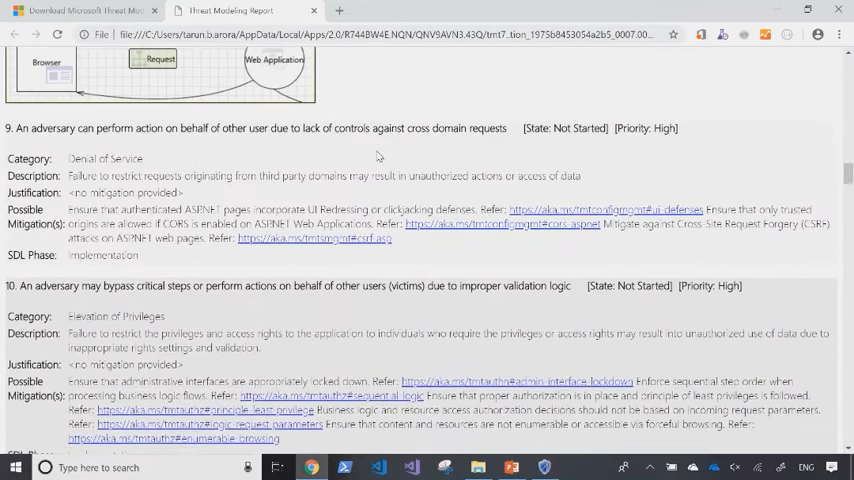 Download Microsoft Threat Mod
Threat Modeling Report
File
file:///C:/Users/tarun.b.arora/AppData/Local/Apps/2.0/R744BW4E.NQN/QNV9AVN3.43Q/tmt7..tion_1975b8453054a2b5_0007.00...
Browser
Request
Web Application
9. An adversary can perform action on behalf of other user due to lack of controls against cross domain requests [State: Not Started] [Priority: High]
Category: Denial of Service
Description: Failure to restrict requests originating from third party domains may result in unauthorized actions or access of data
Justification: <no mitigation provided>
Possible Ensure that authenticated ASP.NET pages incorporate UI Redressing or clickjacking defenses. Refer: https://aka.ms/tmtconfigmgmt#ui-defenses Ensure that only trusted
Mitigation(s): origins are allowed if CORS is enabled on ASP.NET Web Applications. Refer: https://aka.ms/tmtconfigmgmt#cors-aspnet Mitigate against Cross-Site Request Forgery (CSRF)
attacks on ASP.NET web pages. Refer: https://aka.ms/tmtsmgmt#csrf-asp
SDL Phase: Implementation
10. An adversary may bypass critical steps or perform actions on behalf of other users (victims) due to improper validation logic [State: Not Started] [Priority: High]
Category: Elevation of Privileges
Description: Failure to restrict the privileges and access rights to the application to individuals who require the privileges or access rights may result into unauthorized use of data due to
inappropriate rights settings and validation.
Justification: <no mitigation provided>
Possible Ensure that administrative interfaces are appropriately locked down. Refer: https://aka.ms/tmtauthn#admin-interface-lockdown Enforce sequential step order when
Mitigation(s): processing business logic flows. Refer: https://aka.ms/tmtauthz#sequential-logic Ensure that proper authorization is in place and principle of least privileges is followed.
Refer: https://aka.ms/tmtauthz#principle-least-privilege Business logic and resource access authorization decisions should not be based on incoming request parameters.
Refer: https://aka.ms/tmtauthz#logic-request-parameters Ensure that content and resources are not enumerable or accessible via forceful browsing. Refer:
https://aka.ms/tmtauthz#enumerable-browsing
Type here to search
ENG